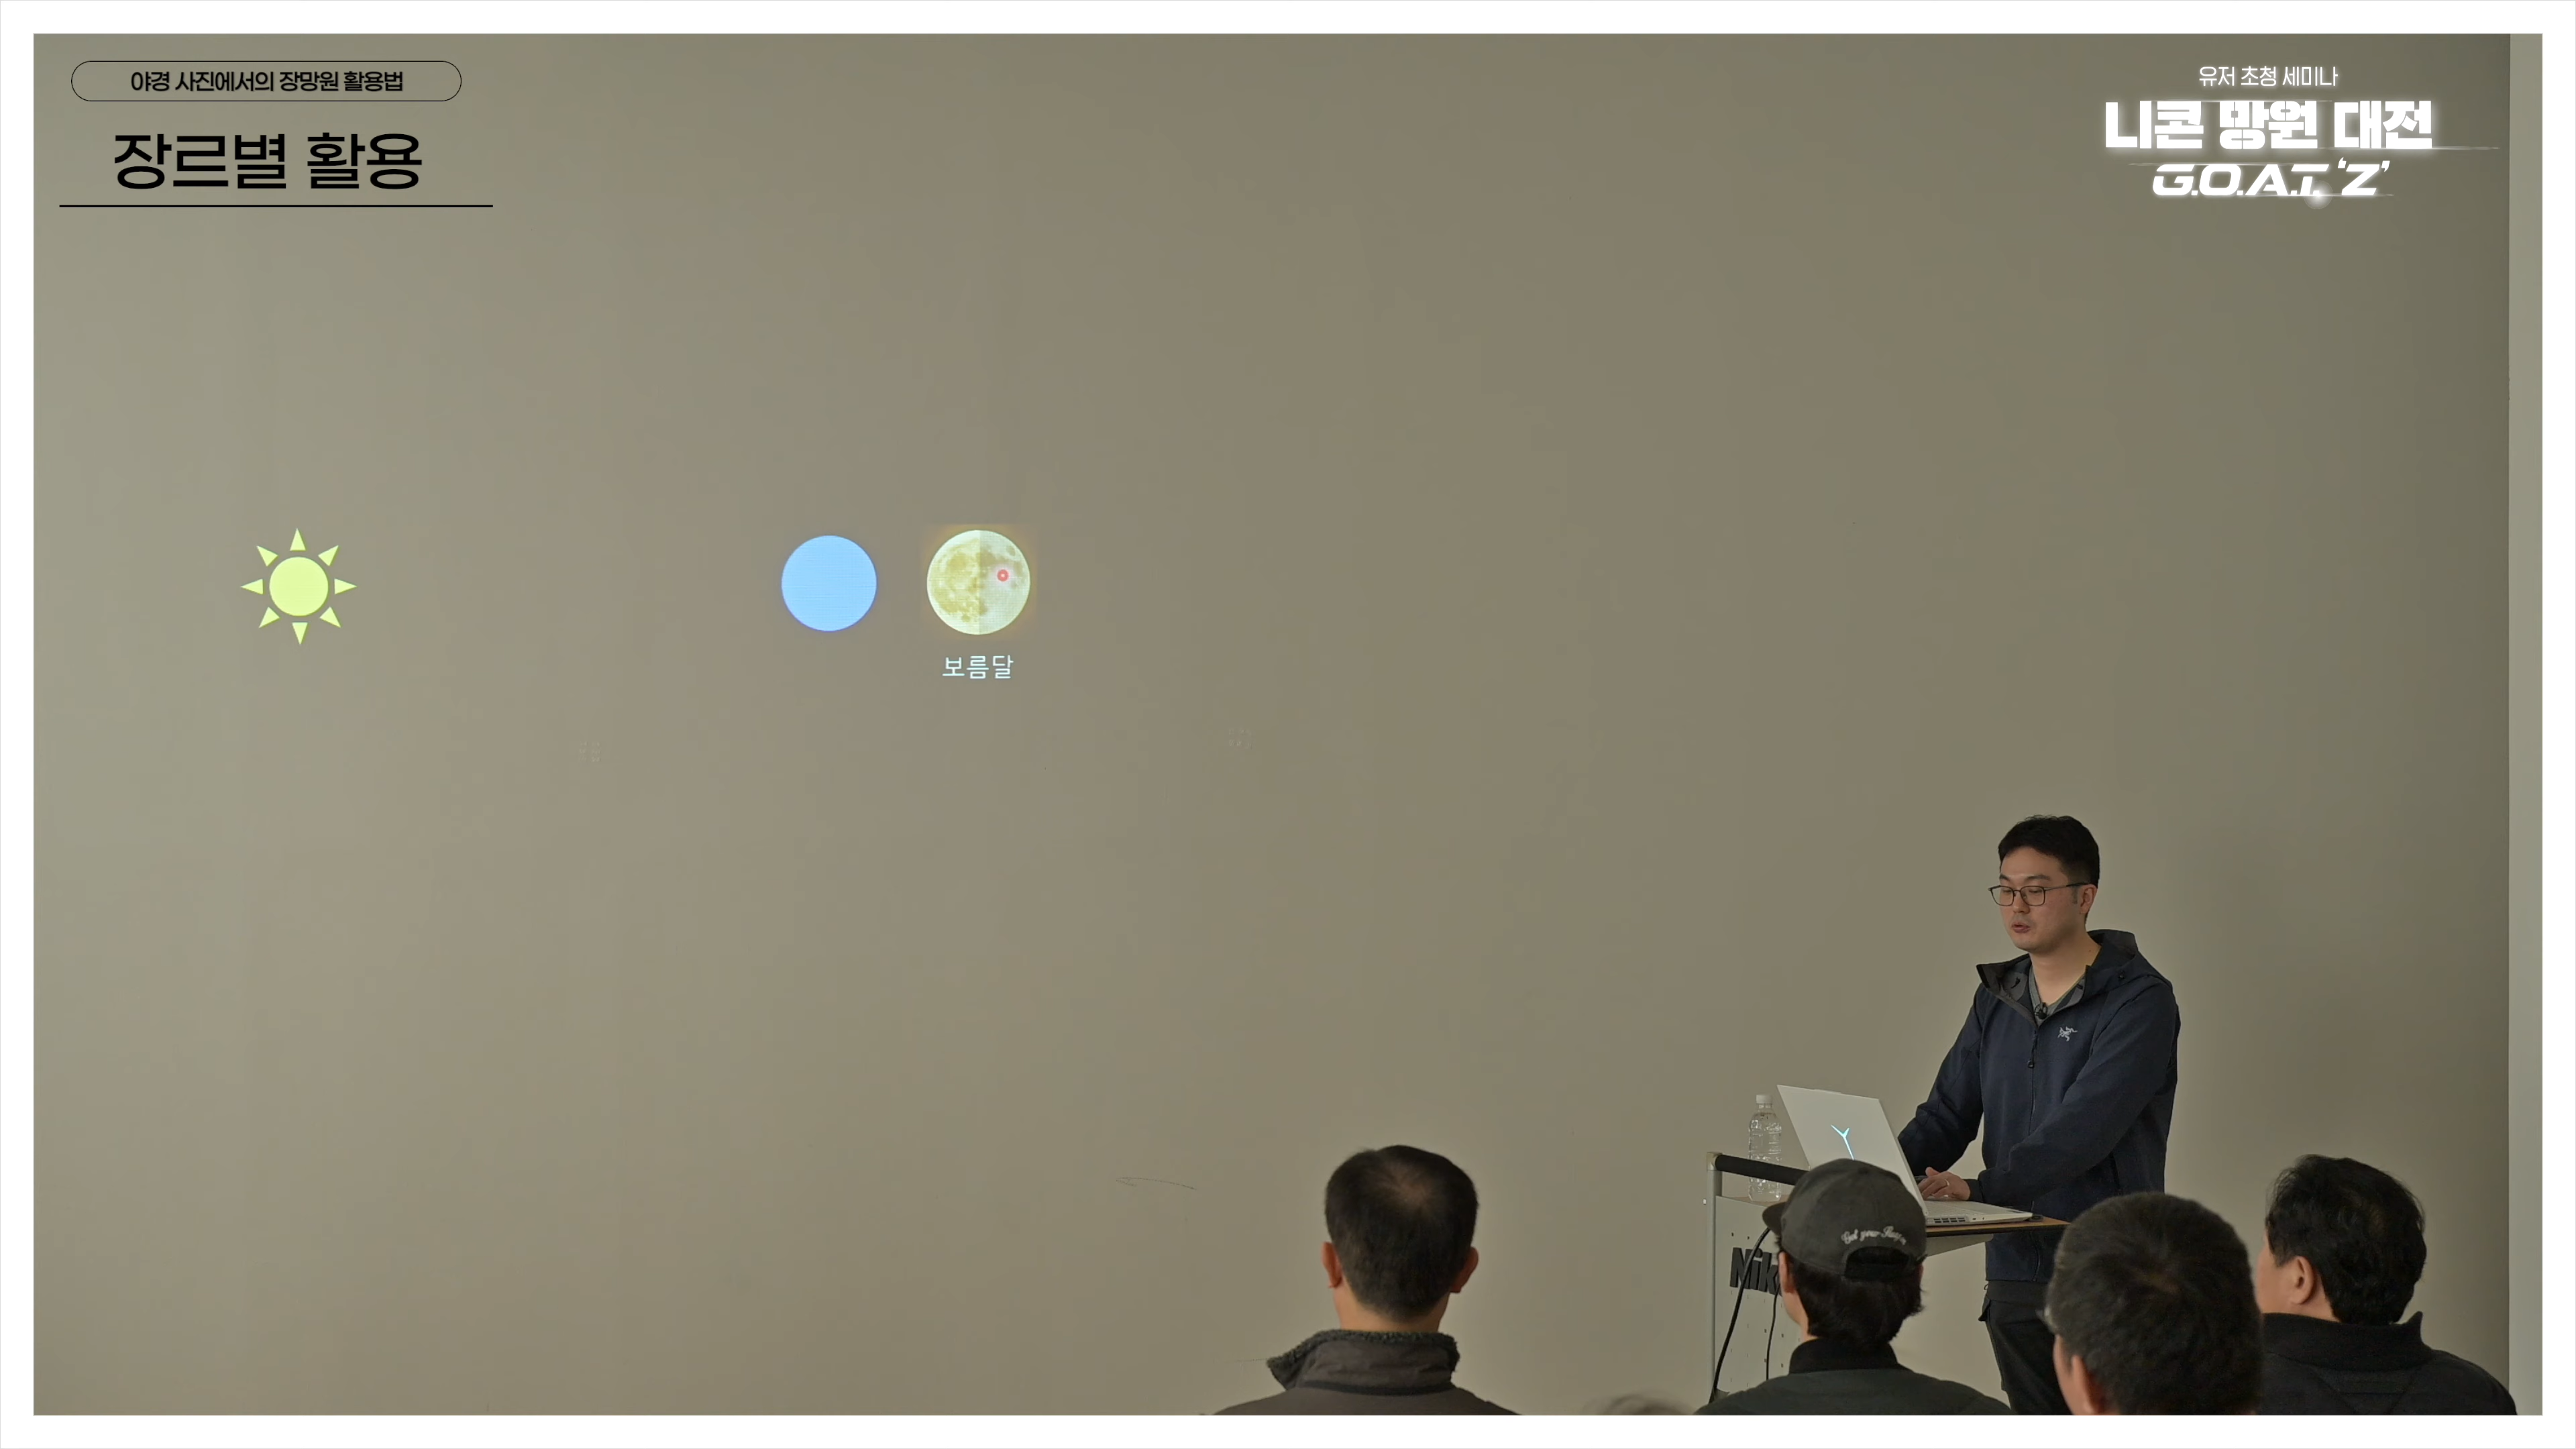 야경 사진에서의 장망원 활용법
장르별 활용
유저 초청 세미나
니콘 망원 대전
G.O.A.T. 'Z'
보름달
Nik